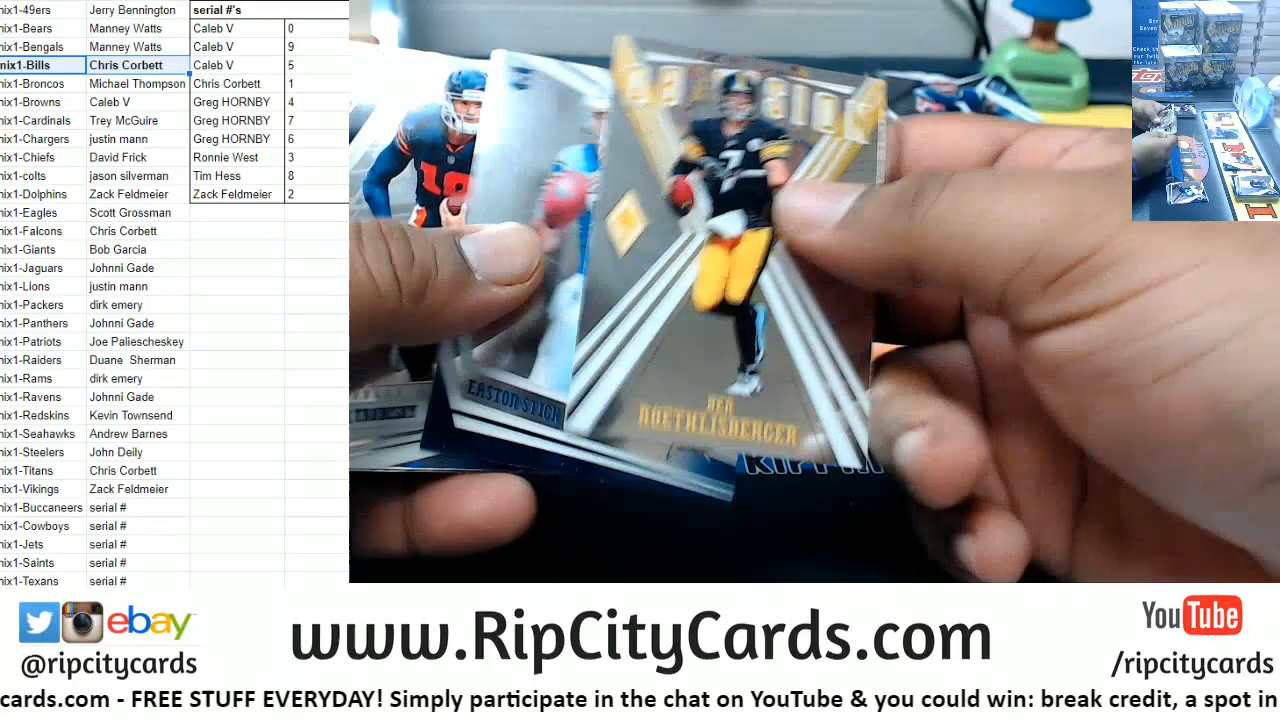 nix1-49ers Jerry Bennington serial #'s
nix1-Bears Manney Watts Caleb V 0
nix1-Bengals Manney Watts Caleb V 9
nix1-Bills Chris Corbett Caleb V 5
nix1-Broncos Michael Thompson Chris Corbett 1
nix1-Browns Caleb V Greg HORNBY 4
nix1-Cardinals Trey McGuire Greg HORNBY 7
nix1-Chargers justin mann Greg HORNBY 6
nix1-Chiefs David Frick Ronnie West 3
nix1-colts jason silverman Tim Hess 8
nix1-Dolphins Zack Feldmeier Zack Feldmeier 2
nix1-Eagles Scott Grossman
nix1-Falcons Chris Corbett
nix1-Giants Bob Garcia
nix1-Jaguars Johnni Gade
nix1-Lions justin mann
nix1-Packers dirk emery
nix1-Panthers Johnni Gade
nix1-Patriots Joe Paliescheskey
nix1-Raiders Duane Sherman
nix1-Rams dirk emery
nix1-Ravens Johnni Gade
nix1-Redskins Kevin Townsend
nix1-Seahawks Andrew Barnes
nix1-Steelers John Deily
nix1-Titans Chris Corbett
nix1-Vikings Zack Feldmeier
nix1-Buccaneers serial #
nix1-Cowboys serial #
nix1-Jets serial #
nix1-Saints serial #
nix1-Texans serial #
18
7
EASTON STICK
BEN
ROETHLISBERGER
ebay
@ripcitycards
www.RipCityCards.com
YouTube
/ripcitycards
cards.com - FREE STUFF EVERYDAY! Simply participate in the chat on YouTube & you could win: break credit, a spot in